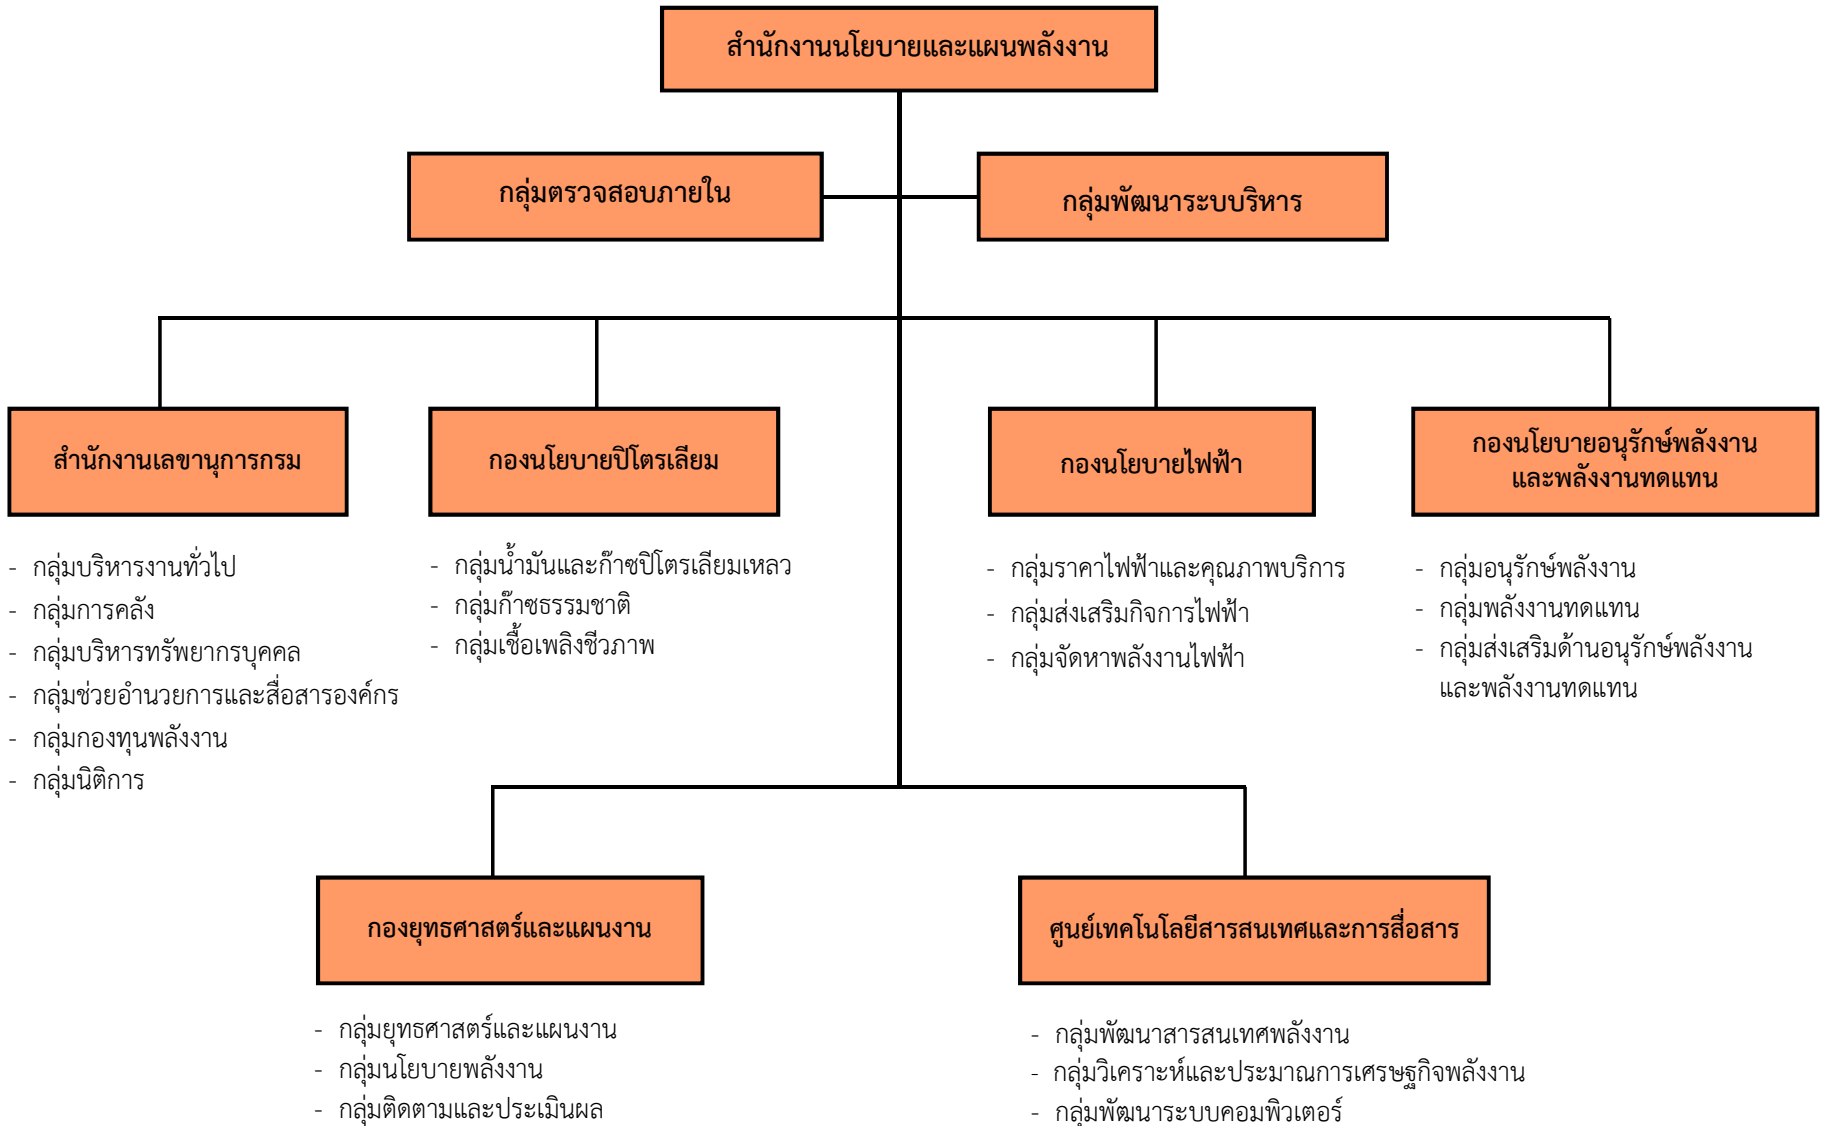 สำนักงานนโยบายและแผนพลังงาน
กลุ่มตรวจสอบภายใน
กลุ่มพัฒนาระบบบริหาร
สำนักงานเลขานุการกรม
- กลุ่มบริหารงานทั่วไป
- กลุ่มการคลัง
- กลุ่มบริหารทรัพยากรบุคคล
- กลุ่มช่วยอำนวยการและสื่อสารองค์กร
- กลุ่มกองทุนพลังงาน
- กลุ่มนิติการ
กองนโยบายปิโตรเลียม
- กลุ่มน้ำมันและก๊าซปิโตรเลียมเหลว
- กลุ่มก๊าซธรรมชาติ
- กลุ่มเชื้อเพลิงชีวภาพ
กองนโยบายไฟฟ้า
- กลุ่มราคาไฟฟ้าและคุณภาพบริการ
- กลุ่มส่งเสริมกิจการไฟฟ้า
- กลุ่มจัดหาพลังงานไฟฟ้า
กองนโยบายอนุรักษ์พลังงาน
และพลังงานทดแทน
- กลุ่มอนุรักษ์พลังงาน
- กลุ่มพลังงานทดแทน
- กลุ่มส่งเสริมด้านอนุรักษ์พลังงาน
และพลังงานทดแทน
กองยุทธศาสตร์และแผนงาน
- กลุ่มยุทธศาสตร์และแผนงาน
- กลุ่มนโยบายพลังงาน
- กลุ่มติดตามและประเมินผล
ศูนย์เทคโนโลยีสารสนเทศและการสื่อสาร
- กลุ่มพัฒนาสารสนเทศพลังงาน
- กลุ่มวิเคราะห์และประมาณการเศรษฐกิจพลังงาน
- กลุ่มพัฒนาระบบคอมพิวเตอร์